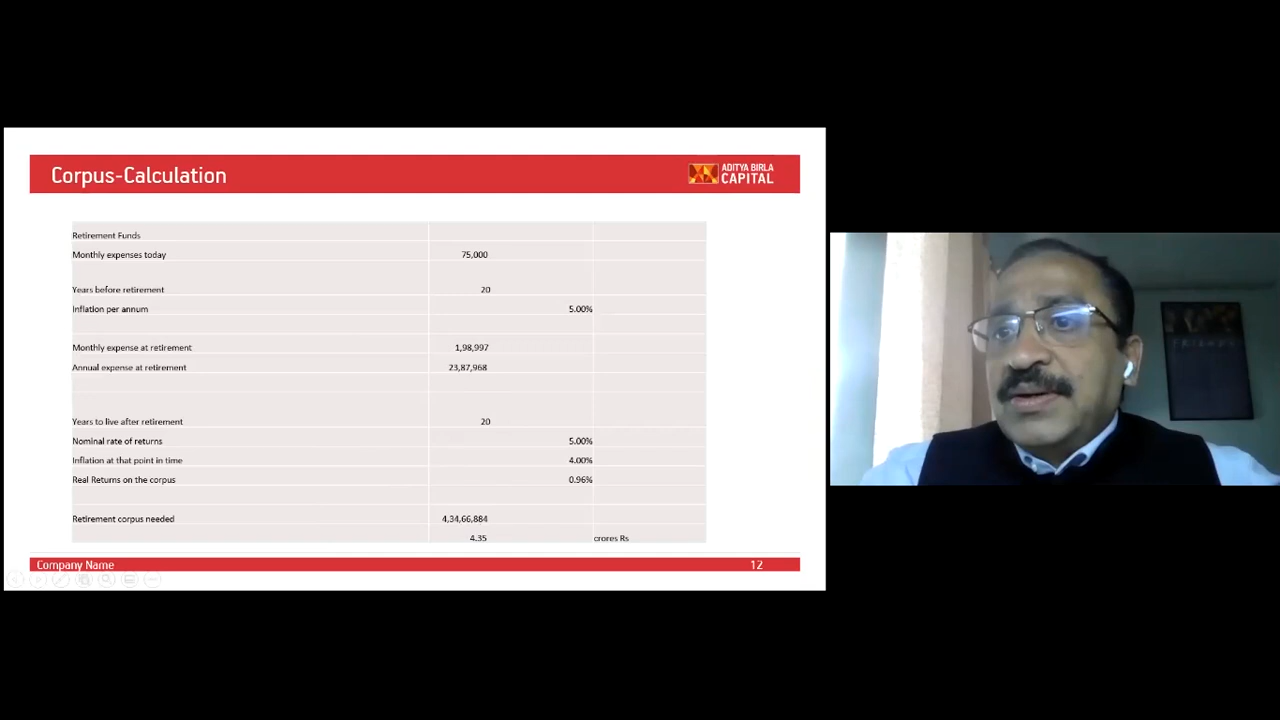 Corpus-Calculation
ADITYA BIRLA
CAPITAL
Retirement Funds
Monthly expenses today 75,000
Years before retirement 20
Inflation per annum 5.00%
Monthly expense at retirement 1,98,997
Annual expense at retirement 23,87,968
Years to live after retirement 20
Nominal rate of returns 5.00%
Inflation at that point in time 4.00%
Real Returns on the corpus 0.96%
Retirement corpus needed 4,34,66,884
4.35 crores Rs
Company Name 12
FRIENDS